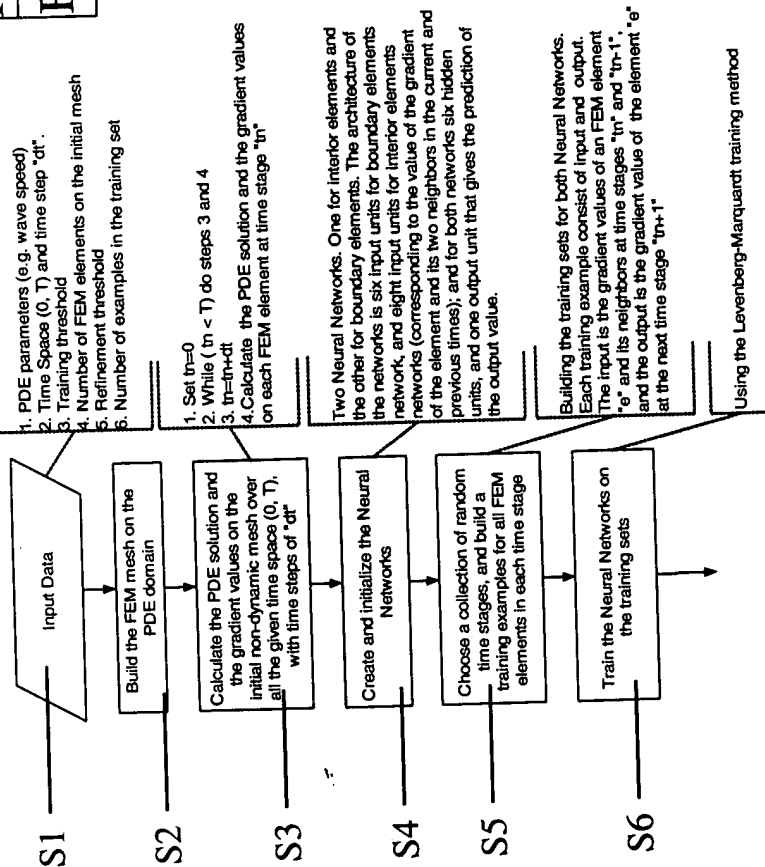 S1
Input Data
1. PDE parameters (e.g. wave speed)
2. Time Space (0, T) and time step "dt".
3. Training threshold
4. Number of FEM elements on the initial mesh
5. Refinement threshold
6. Number of examples in the training set
S2
Build the FEM mesh on the
PDE domain
S3
Calculate the PDE solution and
the gradient values on the
initial non-dynamic mesh over
all the given time space (0, T),
with time steps of "dt"
1. Set tn=0
2. While ( tn < T) do steps 3 and 4
3. tn=tn+dt
4.Calculate the PDE solution and the gradient values
on each FEM element at time stage "tn"
S4
Create and initialize the Neural
Networks
Two Neural Networks. One for interior elements and
the other for boundary elements. The architecture of
the networks is six input units for boundary elements
network, and eight input units for interior elements
networks (corresponding to the value of the gradient
of the element and its two neighbors in the current and
previous times); and for both networks six hidden
units, and one output unit that gives the prediction of
the output value.
S5
Choose a collection of random
time stages, and build a
training examples for all FEM
elements in each time stage
Building the training sets for both Neural Networks.
Each training example consist of input and output.
The input is the gradient values of an FEM element
"e" and its neighbors at time stages "tn" and "tn-1",
and the output is the gradient value of the element "e"
at the next time stage "tn+1"
S6
Train the Neural Networks on
the training sets
Using the Levenberg-Marquardt training method